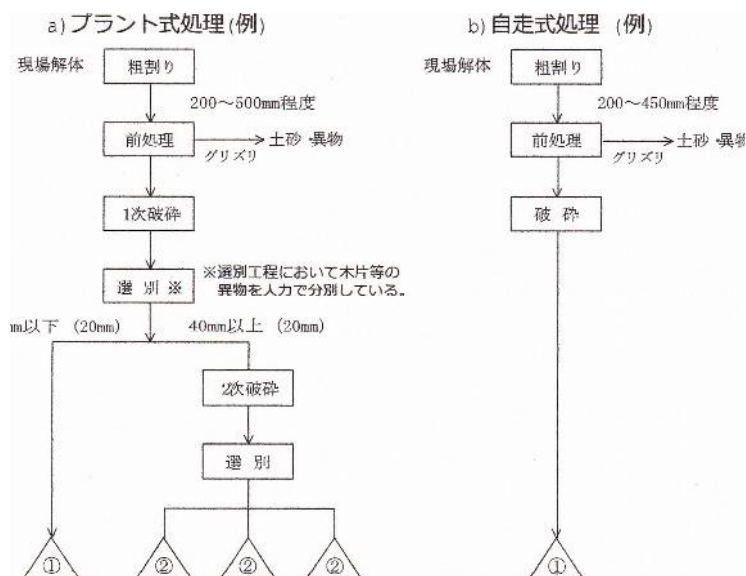 a) プラント式処理(例)
現場解体
粗割り
200～500mm程度
前処理
グリズリ
土砂・異物
1次破砕
選 別 ※
※選別工程において木片等の
異物を人力で分別している。
mm以下 (20mm)
40mm以上 (20mm)
2次破砕
選 別
①
②
②
②
b) 自走式処理 (例)
現場解体
粗割り
200～450mm程度
前処理
グリズリ
土砂・異物
破 砕
①